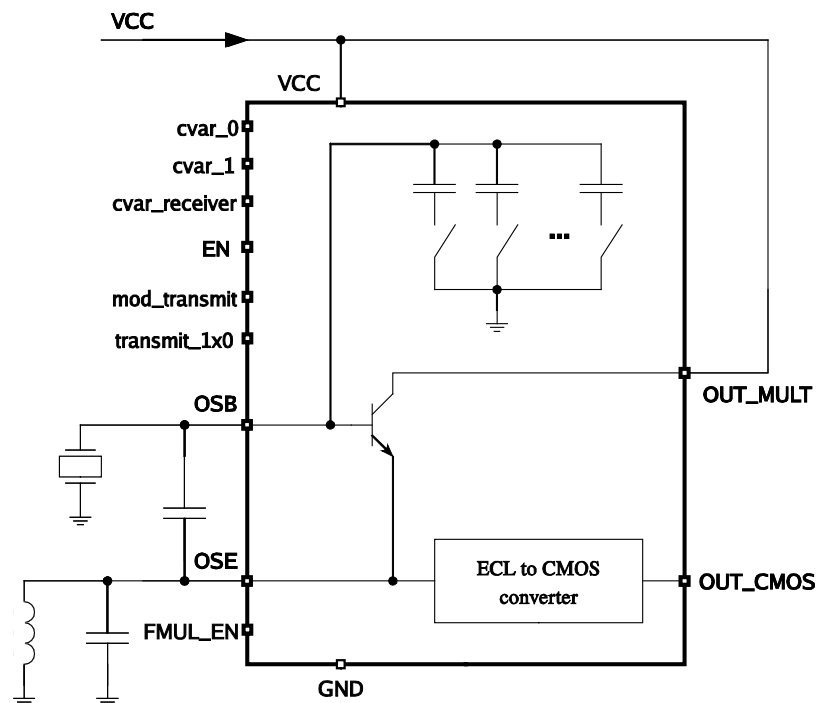 VCC
VCC
cvar_0
cvar_1
cvar_receiver
EN
mod_transmit
transmit_1x0
OUT_MULT
OSB
OSE
ECL to CMOS
converter
OUT_CMOS
FMUL_EN
GND